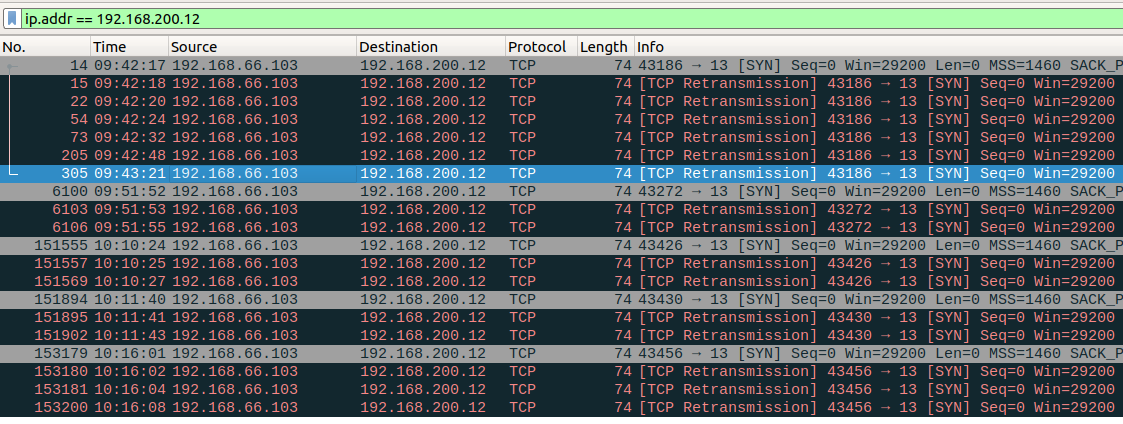 ip.addr == 192.168.200.12
No. Time Source Destination Protocol Length Info
14 09:42:17 192.168.66.103 192.168.200.12 TCP 74 43186 → 13 [SYN] Seq=0 Win=29200 Len=0 MSS=1460 SACK_P
15 09:42:18 192.168.66.103 192.168.200.12 TCP 74 [TCP Retransmission] 43186 → 13 [SYN] Seq=0 Win=29200
22 09:42:20 192.168.66.103 192.168.200.12 TCP 74 [TCP Retransmission] 43186 → 13 [SYN] Seq=0 Win=29200
54 09:42:24 192.168.66.103 192.168.200.12 TCP 74 [TCP Retransmission] 43186 → 13 [SYN] Seq=0 Win=29200
73 09:42:32 192.168.66.103 192.168.200.12 TCP 74 [TCP Retransmission] 43186 → 13 [SYN] Seq=0 Win=29200
205 09:42:48 192.168.66.103 192.168.200.12 TCP 74 [TCP Retransmission] 43186 → 13 [SYN] Seq=0 Win=29200
305 09:43:21 192.168.66.103 192.168.200.12 TCP 74 [TCP Retransmission] 43186 → 13 [SYN] Seq=0 Win=29200
6100 09:51:52 192.168.66.103 192.168.200.12 TCP 74 43272 → 13 [SYN] Seq=0 Win=29200 Len=0 MSS=1460 SACK_P
6103 09:51:53 192.168.66.103 192.168.200.12 TCP 74 [TCP Retransmission] 43272 → 13 [SYN] Seq=0 Win=29200
6106 09:51:55 192.168.66.103 192.168.200.12 TCP 74 [TCP Retransmission] 43272 → 13 [SYN] Seq=0 Win=29200
151555 10:10:24 192.168.66.103 192.168.200.12 TCP 74 43426 → 13 [SYN] Seq=0 Win=29200 Len=0 MSS=1460 SACK_P
151557 10:10:25 192.168.66.103 192.168.200.12 TCP 74 [TCP Retransmission] 43426 → 13 [SYN] Seq=0 Win=29200
151569 10:10:27 192.168.66.103 192.168.200.12 TCP 74 [TCP Retransmission] 43426 → 13 [SYN] Seq=0 Win=29200
151894 10:11:40 192.168.66.103 192.168.200.12 TCP 74 43430 → 13 [SYN] Seq=0 Win=29200 Len=0 MSS=1460 SACK_P
151895 10:11:41 192.168.66.103 192.168.200.12 TCP 74 [TCP Retransmission] 43430 → 13 [SYN] Seq=0 Win=29200
151902 10:11:43 192.168.66.103 192.168.200.12 TCP 74 [TCP Retransmission] 43430 → 13 [SYN] Seq=0 Win=29200
153179 10:16:01 192.168.66.103 192.168.200.12 TCP 74 43456 → 13 [SYN] Seq=0 Win=29200 Len=0 MSS=1460 SACK_P
153180 10:16:02 192.168.66.103 192.168.200.12 TCP 74 [TCP Retransmission] 43456 → 13 [SYN] Seq=0 Win=29200
153181 10:16:04 192.168.66.103 192.168.200.12 TCP 74 [TCP Retransmission] 43456 → 13 [SYN] Seq=0 Win=29200
153200 10:16:08 192.168.66.103 192.168.200.12 TCP 74 [TCP Retransmission] 43456 → 13 [SYN] Seq=0 Win=29200